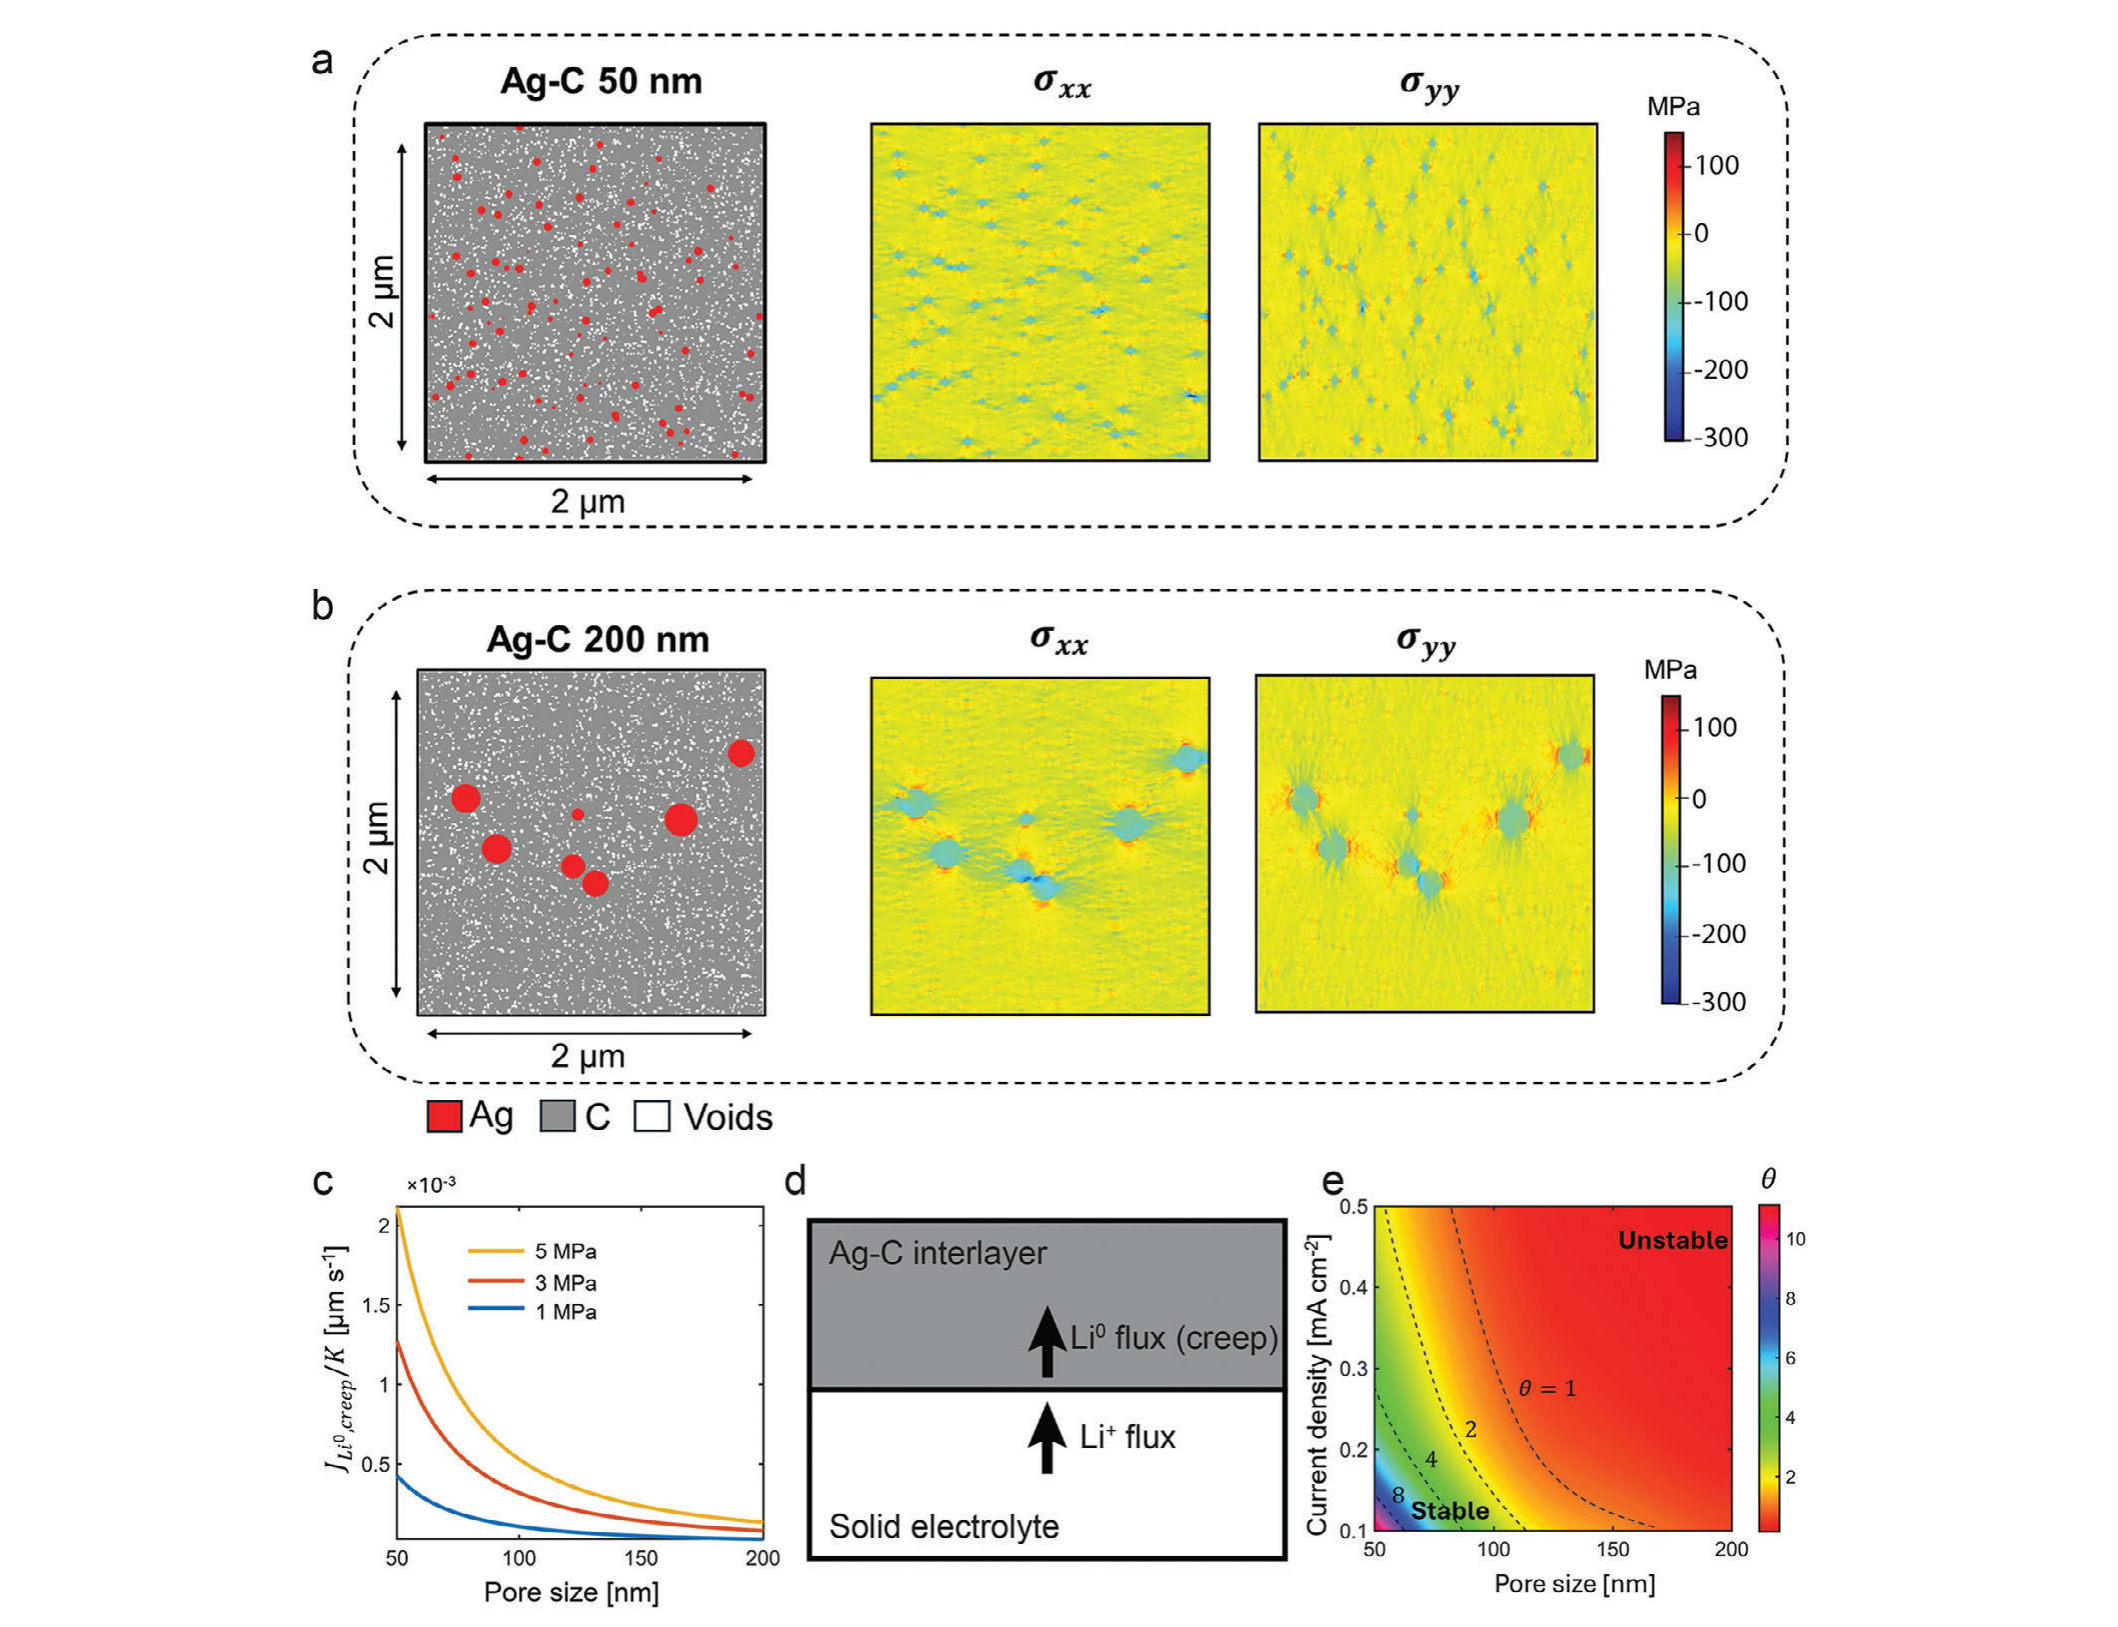 a
Ag-C 50 nm
σxx
σyy
MPa
2 µm
2 µm
100
0
-100
-200
-300
b
Ag-C 200 nm
σxx
σyy
MPa
2 µm
2 µm
100
0
-100
-200
-300
Ag
C
Voids
c
×10⁻³
J_{Li⁰,creep}/K [µm s⁻¹]
2
1.5
1
0.5
5 MPa
3 MPa
1 MPa
50
100
150
200
Pore size [nm]
d
Ag-C interlayer
Li⁰ flux (creep)
Li⁺ flux
Solid electrolyte
e
θ
Current density [mA cm⁻²]
0.5
0.4
0.3
0.2
0.1
Unstable
θ = 1
2
4
8
Stable
10
8
6
4
2
50
100
150
200
Pore size [nm]